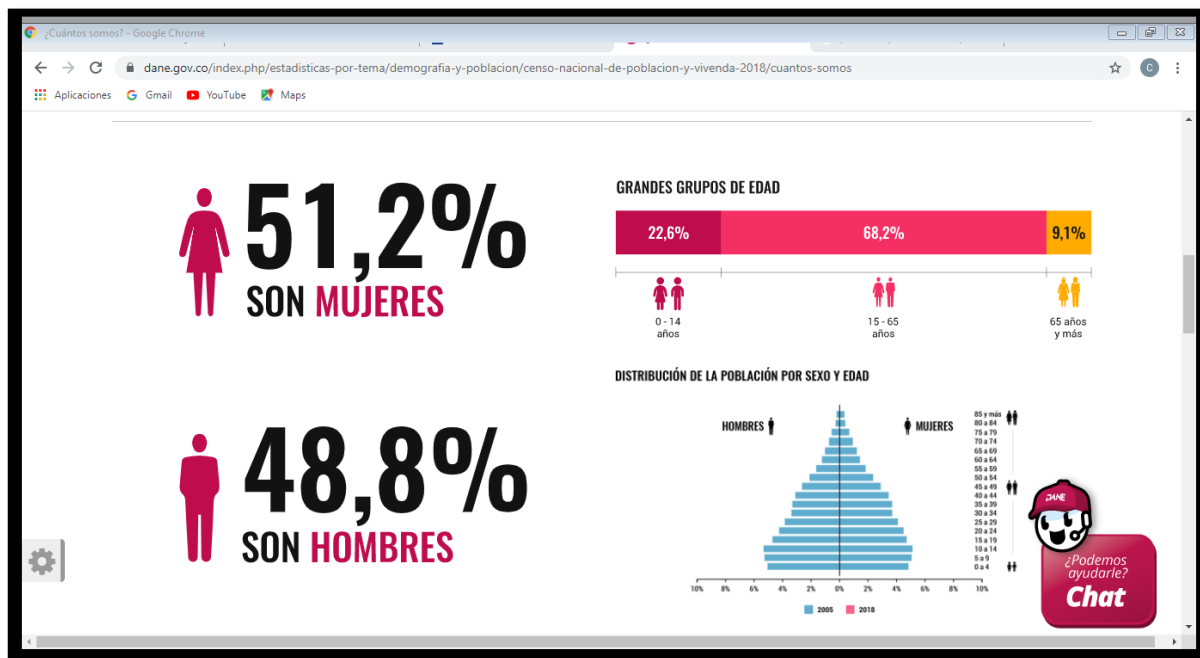 ¿Cuántos somos? - Google Chrome
dane.gov.co/index.php/estadisticas-por-tema/demografia-y-poblacion/censo-nacional-de-poblacion-y-vivenda-2018/cuantos-somos
C
Aplicaciones Gmail YouTube Maps
51,2%
SON MUJERES
48,8%
SON HOMBRES
GRANDES GRUPOS DE EDAD
22,6% 68,2% 9,1%
0 - 14 15 - 65 65 años
años años y más
DISTRIBUCIÓN DE LA POBLACIÓN POR SEXO Y EDAD
HOMBRES MUJERES
85 y más
80 a 84
75 a 79
70 a 74
65 a 69
60 a 64
55 a 59
50 a 54
45 a 49
40 a 44
35 a 39
30 a 34
25 a 29
20 a 24
15 a 19
10 a 14
5 a 9
0 a 4
10% 8% 6% 4% 2% 0% 2% 4% 6% 8% 10%
2005 2018
DANE
¿Podemos
ayudarle?
Chat